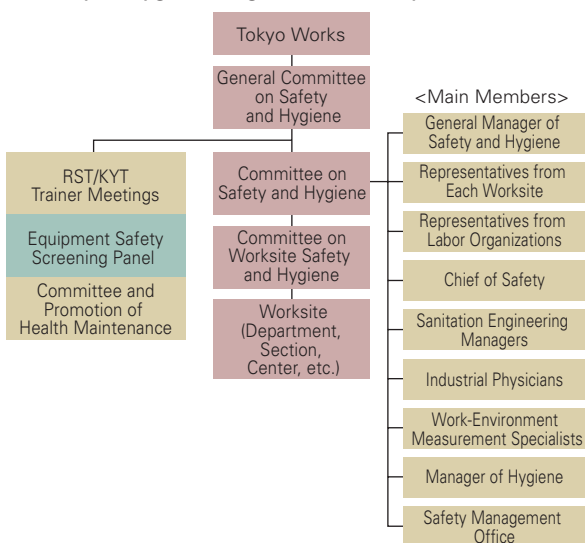 Tokyo Works
General Committee
on Safety
and Hygiene
<Main Members>
RST/KYT
Trainer Meetings
Equipment Safety
Screening Panel
Committee and
Promotion of
Health Maintenance
Committee on
Safety and Hygiene
Committee on
Worksite Safety
and Hygiene
Worksite
(Department,
Section,
Center, etc.)
General Manager of
Safety and Hygiene
Representatives from
Each Worksite
Representatives from
Labor Organizations
Chief of Safety
Sanitation Engineering
Managers
Industrial Physicians
Work-Environment
Measurement Specialists
Manager of Hygiene
Safety Management
Office